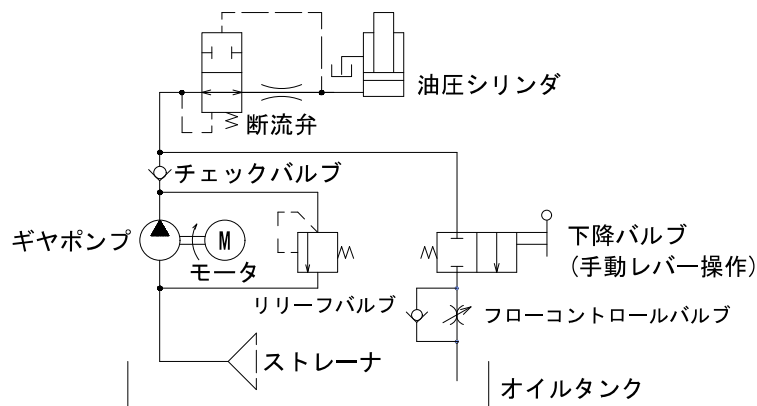 油圧シリンダ
断流弁
チェックバルブ
ギヤポンプ
M
モータ
下降バルブ
(手動レバー操作)
リリーフバルブ
フローコントロールバルブ
ストレーナ
オイルタンク